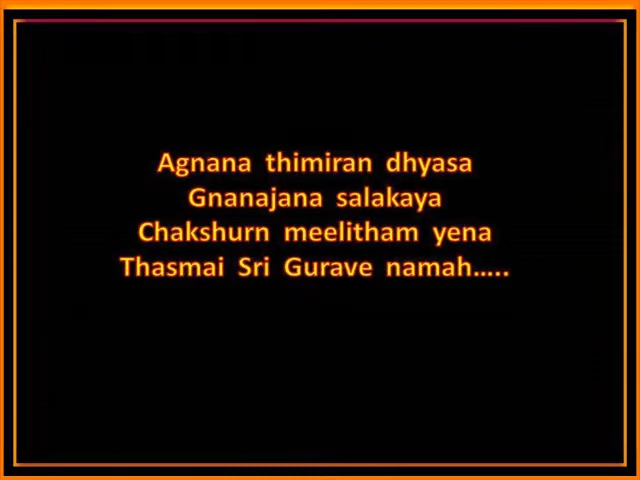 Agnana thimiran dhyasa
Gnanajana salakaya
Chakshurn meelitham yena
Thasmai Sri Gurave namah.....